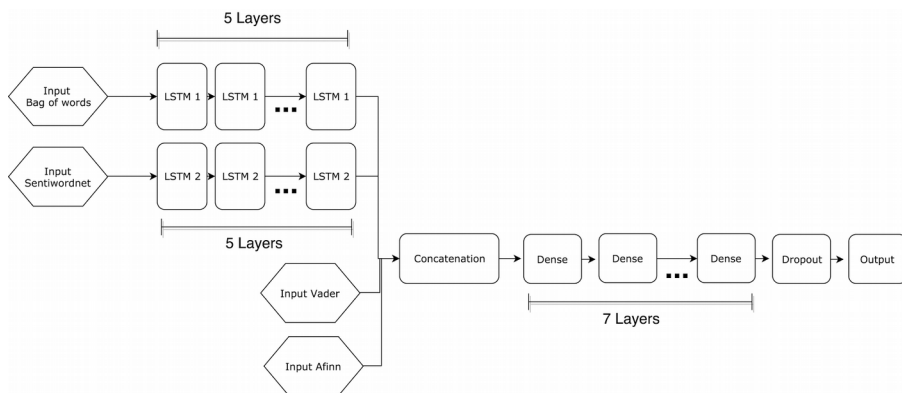 5 Layers
Input
Bag of words
LSTM 1
LSTM 1
...
LSTM 1
Input
Sentiwordnet
LSTM 2
LSTM 2
...
LSTM 2
5 Layers
Concatenation
Dense
Dense
...
Dense
Dropout
Output
Input Vader
7 Layers
Input Afinn